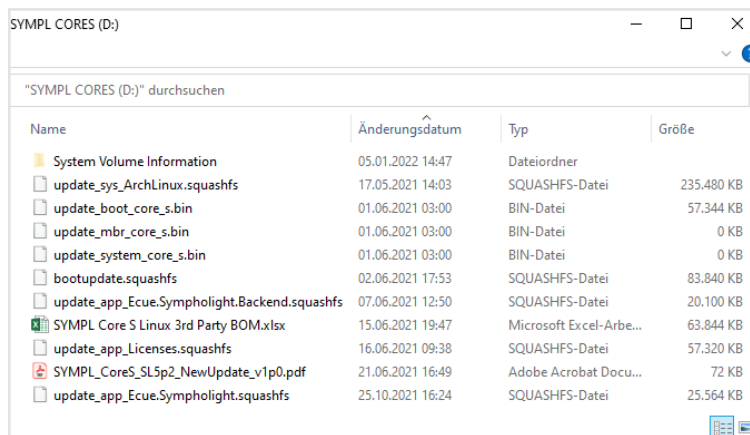 SYMPL CORES (D:)
"SYMPL CORES (D:)" durchsuchen
Name Änderungsdatum Typ Größe
System Volume Information 05.01.2022 14:47 Dateiordner
update_sys_ArchLinux.squashfs 17.05.2021 14:03 SQUASHFS-Datei 235.480 KB
update_boot_core_s.bin 01.06.2021 03:00 BIN-Datei 57.344 KB
update_mbr_core_s.bin 01.06.2021 03:00 BIN-Datei 0 KB
update_system_core_s.bin 01.06.2021 03:00 BIN-Datei 0 KB
bootupdate.squashfs 02.06.2021 17:53 SQUASHFS-Datei 83.840 KB
update_app_Ecue.Sympholight.Backend.squashfs 07.06.2021 12:50 SQUASHFS-Datei 20.100 KB
SYMPL Core S Linux 3rd Party BOM.xlsx 15.06.2021 19:47 Microsoft Excel-Arbe... 63.844 KB
update_app_Licenses.squashfs 16.06.2021 09:38 SQUASHFS-Datei 57.320 KB
SYMPL_CoreS_SL5p2_NewUpdate_v1p0.pdf 21.06.2021 16:49 Adobe Acrobat Docu... 72 KB
update_app_Ecue.Sympholight.squashfs 25.10.2021 16:24 SQUASHFS-Datei 25.564 KB